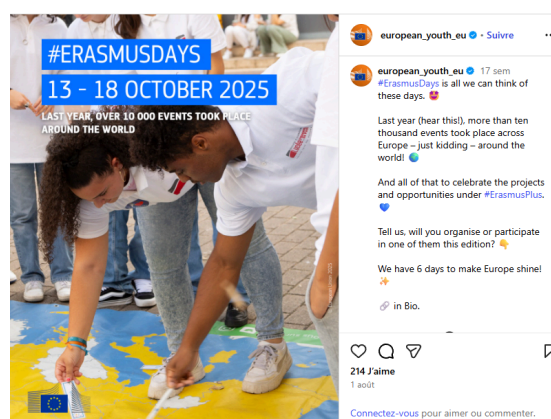 #ERASMUSDAYS
13 - 18 OCTOBER 2025
LAST YEAR, OVER 10 000 EVENTS TOOK PLACE
AROUND THE WORLD
european_youth_eu • Suivre
european_youth_eu 17 sem
#ErasmusDays is all we can think of
these days.
Last year (hear this!), more than ten
thousand events took place across
Europe – just kidding – around the
world!
And all of that to celebrate the projects
and opportunities under #ErasmusPlus.
Tell us, will you organise or participate
in one of them this edition?
We have 6 days to make Europe shine!
in Bio.
214 J'aime
1 août
Connectez-vous pour aimer ou commenter.